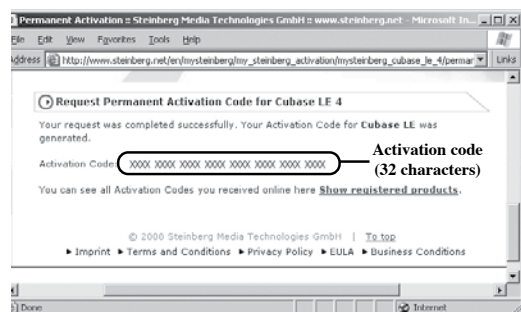 Permanent Activation :: Steinberg Media Technologies GmbH :: www.steinberg.net - Microsoft In...
File Edit View Favorites Tools Help
Address http://www.steinberg.net/en/mysteinberg/my_steinberg_activation/mysteinberg_cubase_le_4/permar Links
Request Permanent Activation Code for Cubase LE 4
Your request was completed successfully. Your Activation Code for Cubase LE was
generated.
Activation Code: XXXX XXXX XXXX XXXX XXXX XXXX XXXX XXXX
Activation code
(32 characters)
You can see all Activation Codes you received online here Show registered products.
© 2000 Steinberg Media Technologies GmbH | To top
Imprint Terms and Conditions Privacy Policy EULA Business Conditions
Done Internet